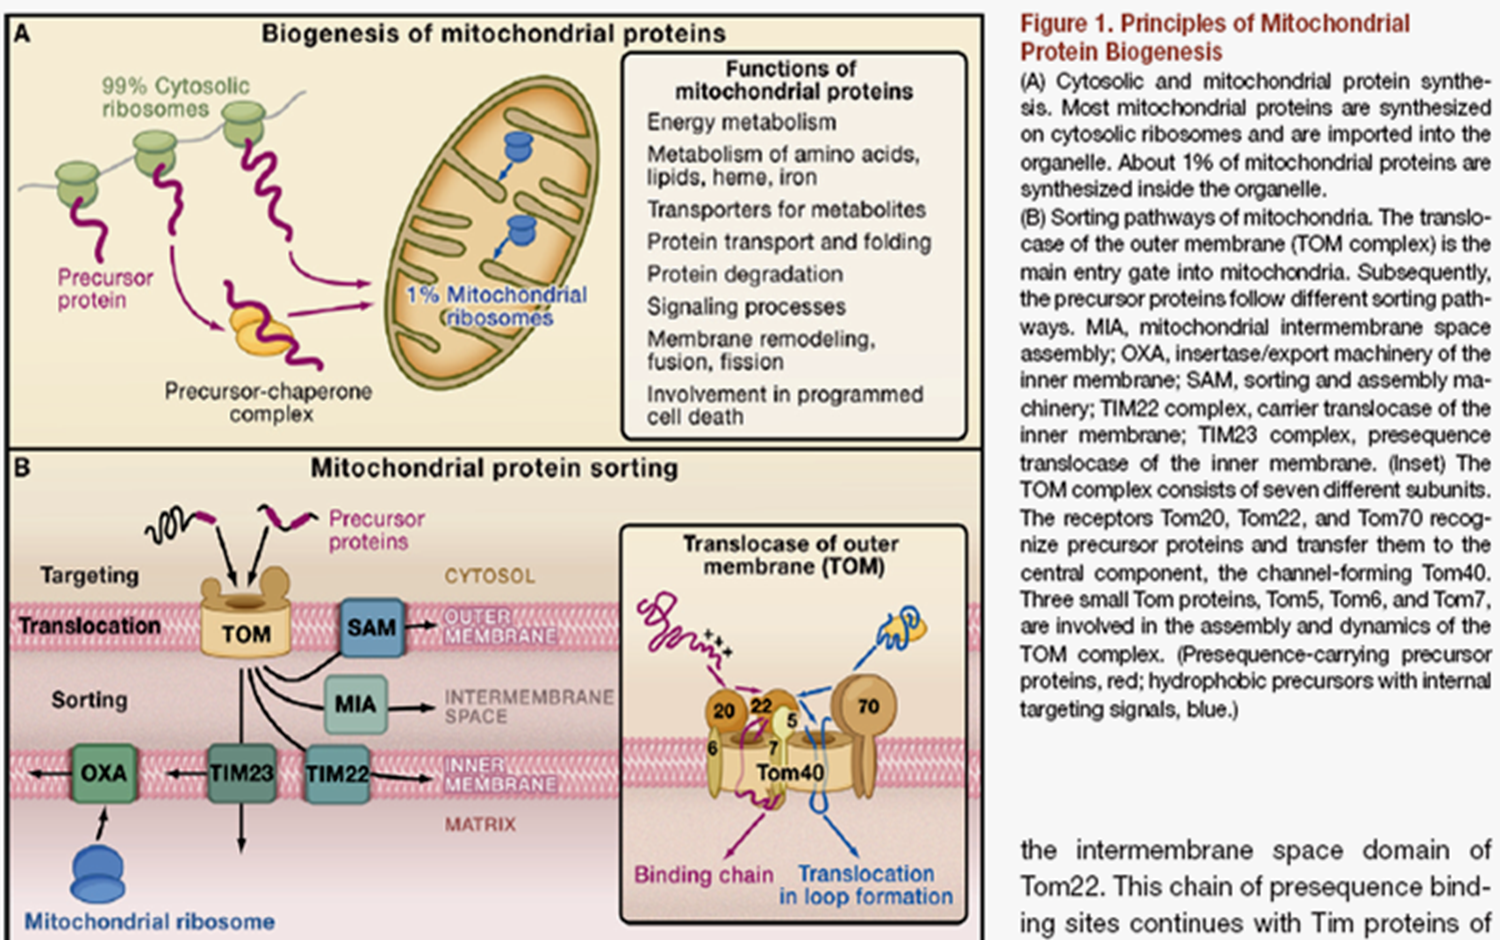 A
Biogenesis of mitochondrial proteins
99% Cytosolic
ribosomes
Precursor
protein
Precursor-chaperone
complex
1% Mitochondrial
ribosomes
Functions of
mitochondrial proteins
Energy metabolism
Metabolism of amino acids,
lipids, heme, iron
Transporters for metabolites
Protein transport and folding
Protein degradation
Signaling processes
Membrane remodeling,
fusion, fission
Involvement in programmed
cell death
B
Mitochondrial protein sorting
Precursor
proteins
Targeting
CYTOSOL
Translocation
TOM
SAM
OUTER
MEMBRANE
Sorting
MIA
INTERMEMBRANE
SPACE
OXA
TIM23
TIM22
INNER
MEMBRANE
MATRIX
Mitochondrial ribosome
Translocase of outer
membrane (TOM)
+++
+
20
22
5
70
6
7
Tom40
Binding chain
Translocation
in loop formation
Figure 1. Principles of Mitochondrial
Protein Biogenesis
(A) Cytosolic and mitochondrial protein synthe-
sis. Most mitochondrial proteins are synthesized
on cytosolic ribosomes and are imported into the
organelle. About 1% of mitochondrial proteins are
synthesized inside the organelle.
(B) Sorting pathways of mitochondria. The translo-
case of the outer membrane (TOM complex) is the
main entry gate into mitochondria. Subsequently,
the precursor proteins follow different sorting path-
ways. MIA, mitochondrial intermembrane space
assembly; OXA, insertase/export machinery of the
inner membrane; SAM, sorting and assembly ma-
chinery; TIM22 complex, carrier translocase of the
inner membrane; TIM23 complex, presequence
translocase of the inner membrane. (Inset) The
TOM complex consists of seven different subunits.
The receptors Tom20, Tom22, and Tom70 recog-
nize precursor proteins and transfer them to the
central component, the channel-forming Tom40.
Three small Tom proteins, Tom5, Tom6, and Tom7,
are involved in the assembly and dynamics of the
TOM complex. (Presequence-carrying precursor
proteins, red; hydrophobic precursors with internal
targeting signals, blue.)
the intermembrane space domain of
Tom22. This chain of presequence bind-
ing sites continues with Tim proteins of